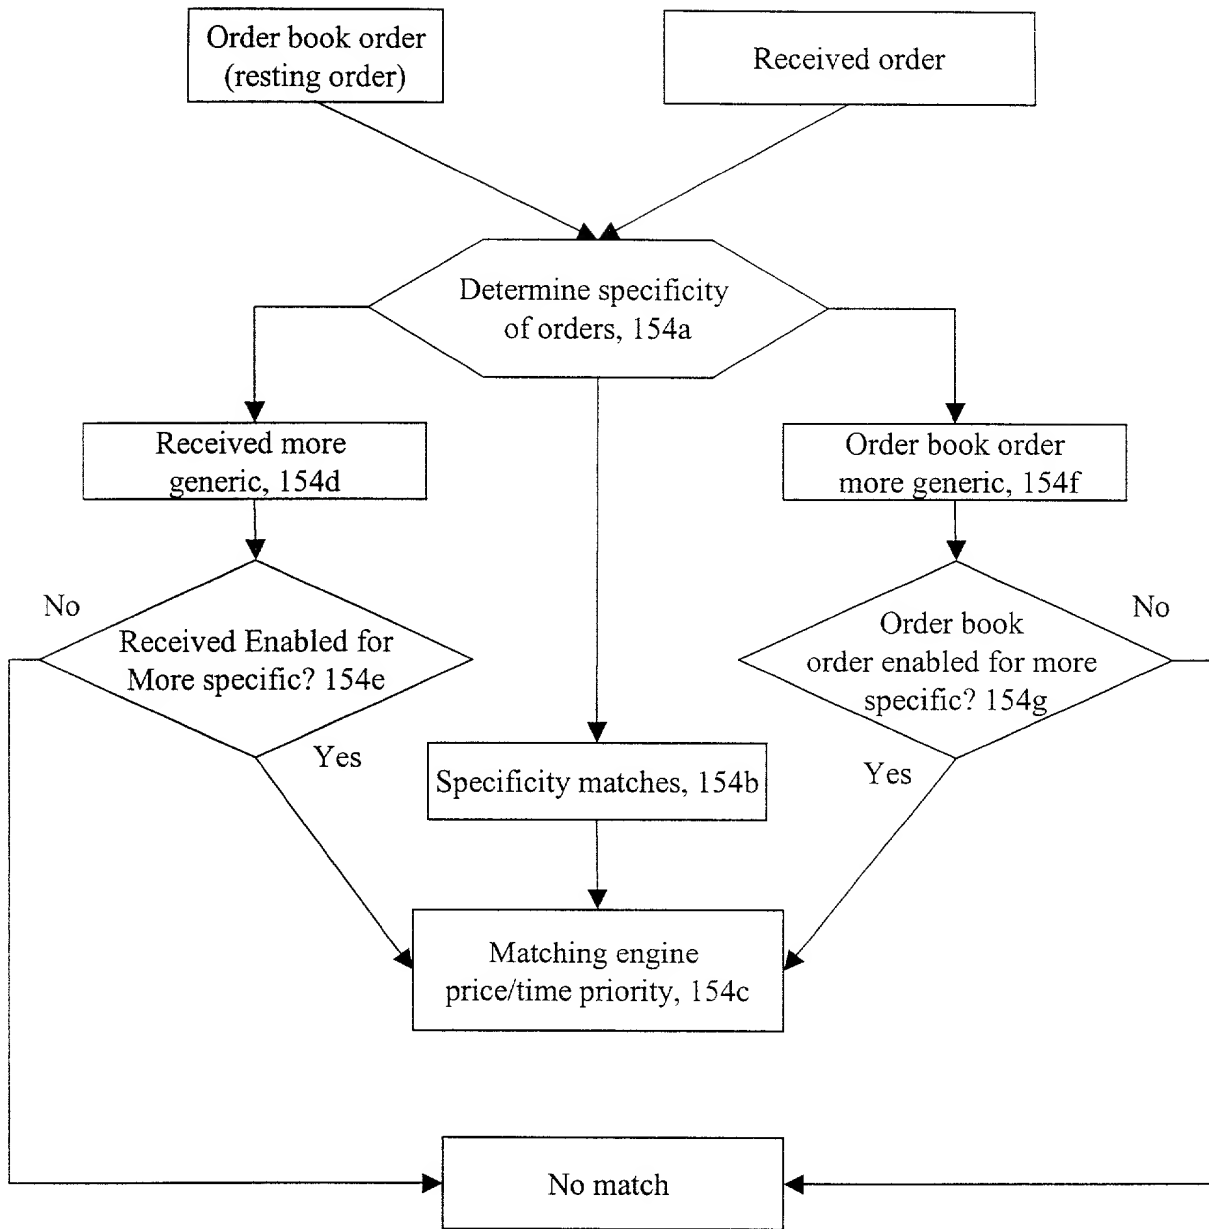 Order book order
(resting order)
Received order
Determine specificity
of orders, 154a
Received more
generic, 154d
Order book order
more generic, 154f
No
Received Enabled for
More specific? 154e
Yes
No
Order book
order enabled for more
specific? 154g
Yes
Specificity matches, 154b
Matching engine
price/time priority, 154c
No match